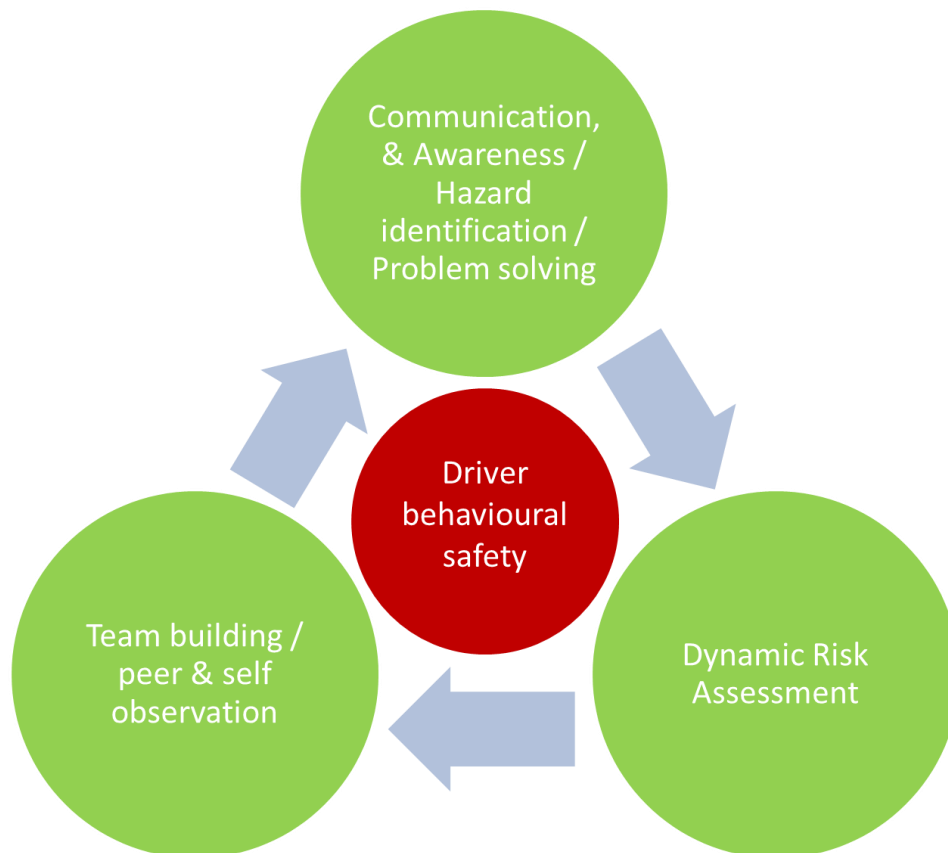 Communication,
& Awareness /
Hazard
identification /
Problem solving
Driver
behavioural
safety
Team building /
peer & self
observation
Dynamic Risk
Assessment